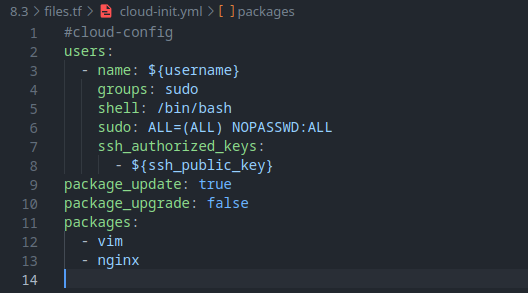 8.3 > files.tf > cloud-init.yml > [ ] packages
1 #cloud-config
2 users:
3   - name: ${username}
4     groups: sudo
5     shell: /bin/bash
6     sudo: ALL=(ALL) NOPASSWD:ALL
7     ssh_authorized_keys:
8       - ${ssh_public_key}
9 package_update: true
10 package_upgrade: false
11 packages:
12   - vim
13   - nginx
14